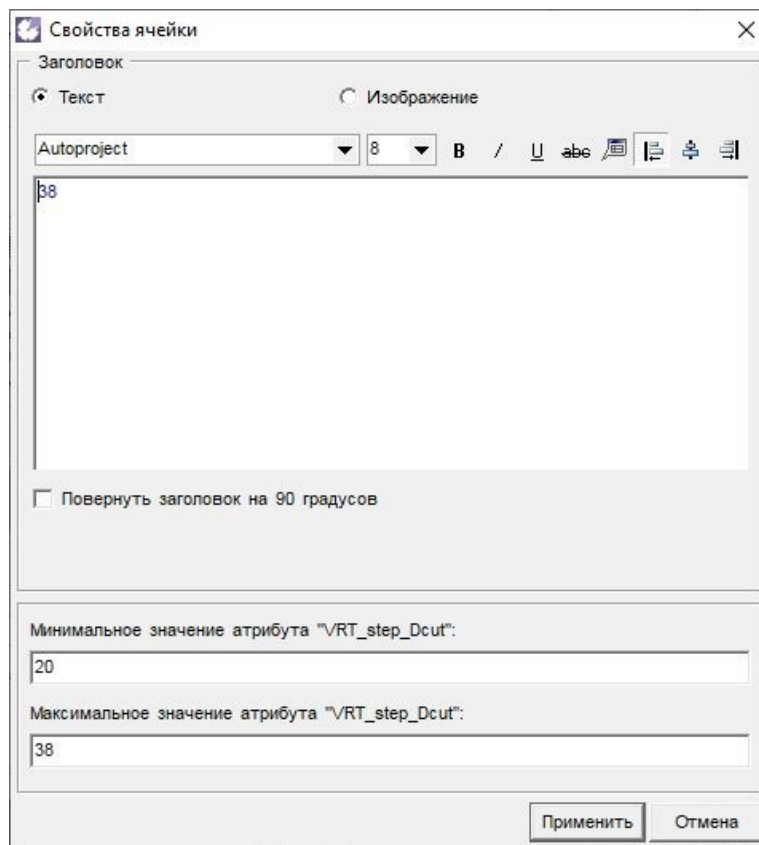 Свойства ячейки
Заголовок
Текст Изображение
Autoproject 8 B / U abc
38
Повернуть заголовок на 90 градусов
Минимальное значение атрибута "VRT_step_Dcut":
20
Максимальное значение атрибута "VRT_step_Dcut":
38
Применить Отмена